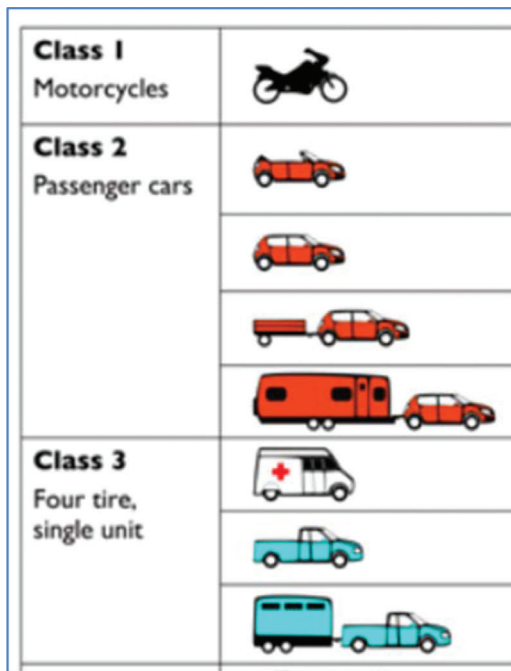 Class 1
Motorcycles
Class 2
Passenger cars
Class 3
Four tire,
single unit